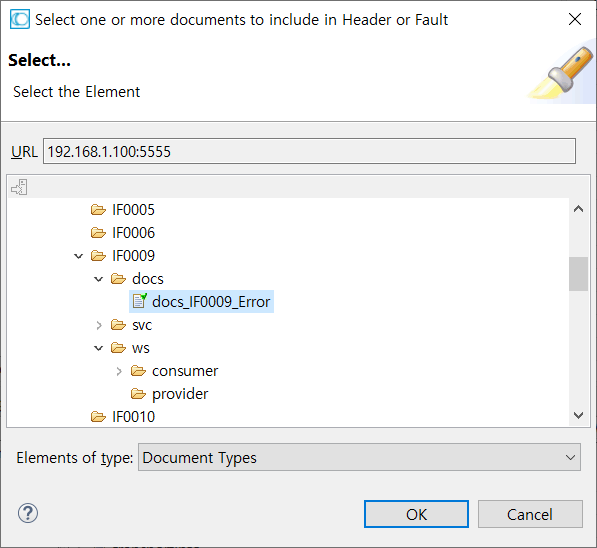 Select one or more documents to include in Header or Fault
Select...
Select the Element
URL 192.168.1.100:5555
IF0005
IF0006
IF0009
docs
docs_IF0009_Error
svc
ws
consumer
provider
IF0010
Elements of type: Document Types
OK Cancel